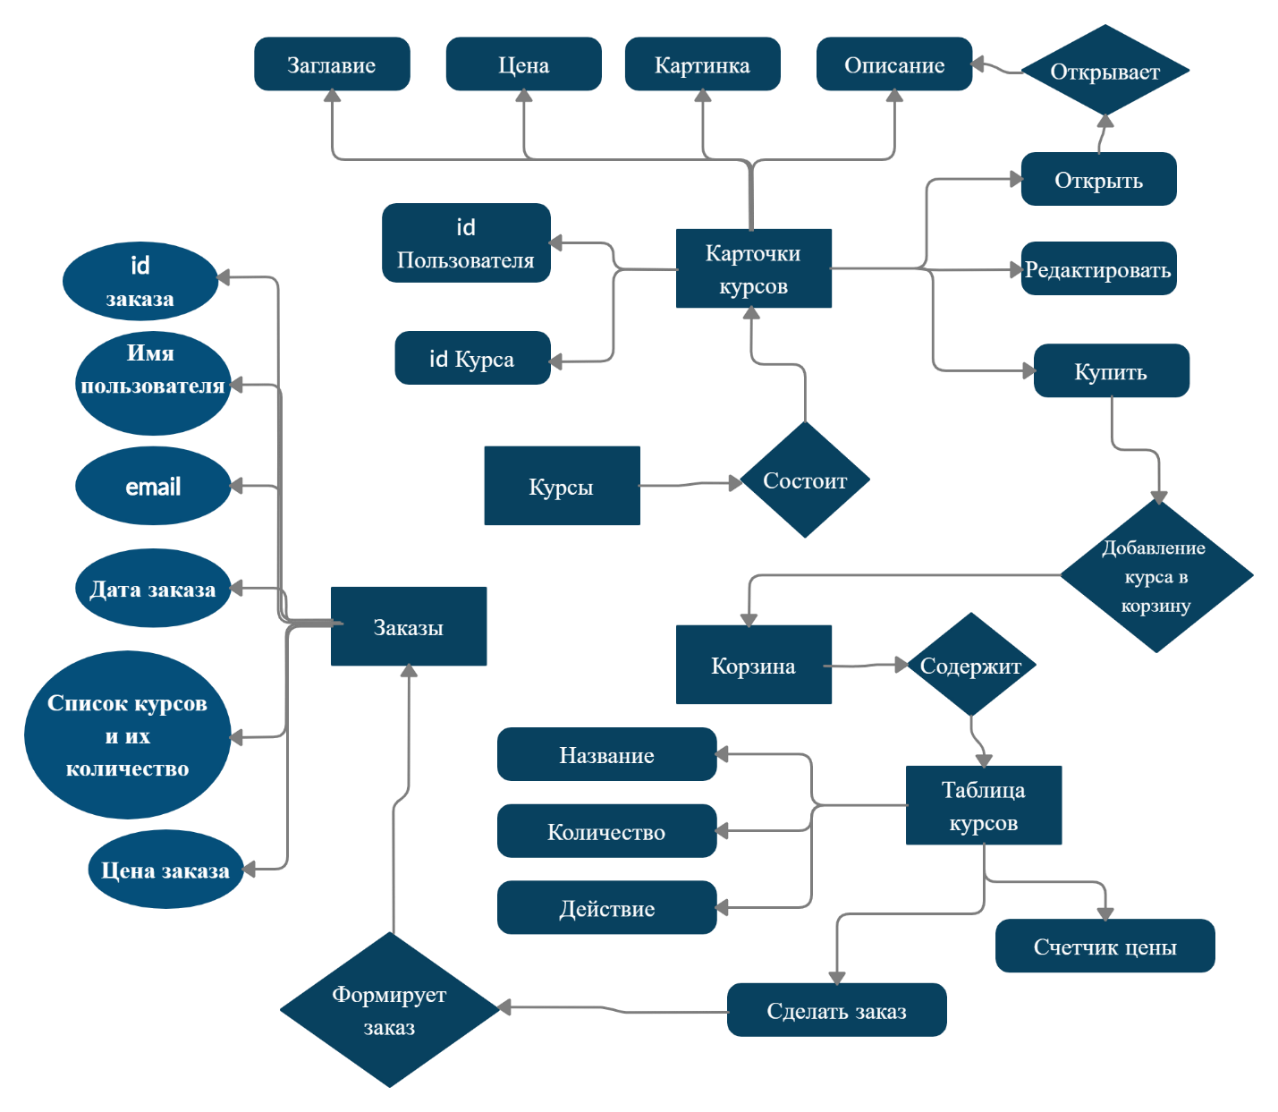 Заглавие
Цена
Картинка
Описание
Открывает
Открыть
id
Пользователя
Карточки
курсов
Редактировать
id
заказа
Имя
пользователя
id Курса
Купить
email
Курсы
Состоит
Добавление
курса в
корзину
Дата заказа
Заказы
Корзина
Содержит
Список курсов
и их
количество
Название
Таблица
курсов
Количество
Цена заказа
Действие
Счетчик цены
Формирует
заказ
Сделать заказ